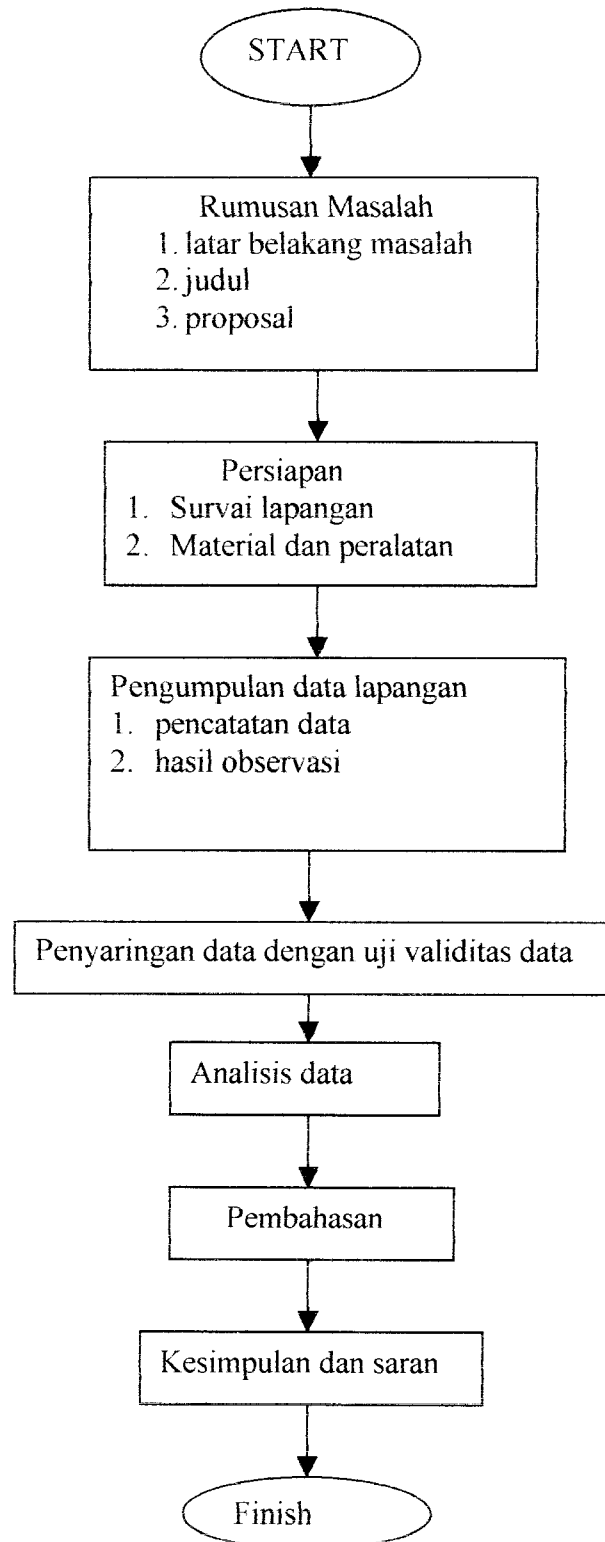 START
Rumusan Masalah
1. latar belakang masalah
2. judul
3. proposal
Persiapan
1. Survai lapangan
2. Material dan peralatan
Pengumpulan data lapangan
1. pencatatan data
2. hasil observasi
Penyaringan data dengan uji validitas data
Analisis data
Pembahasan
Kesimpulan dan saran
Finish